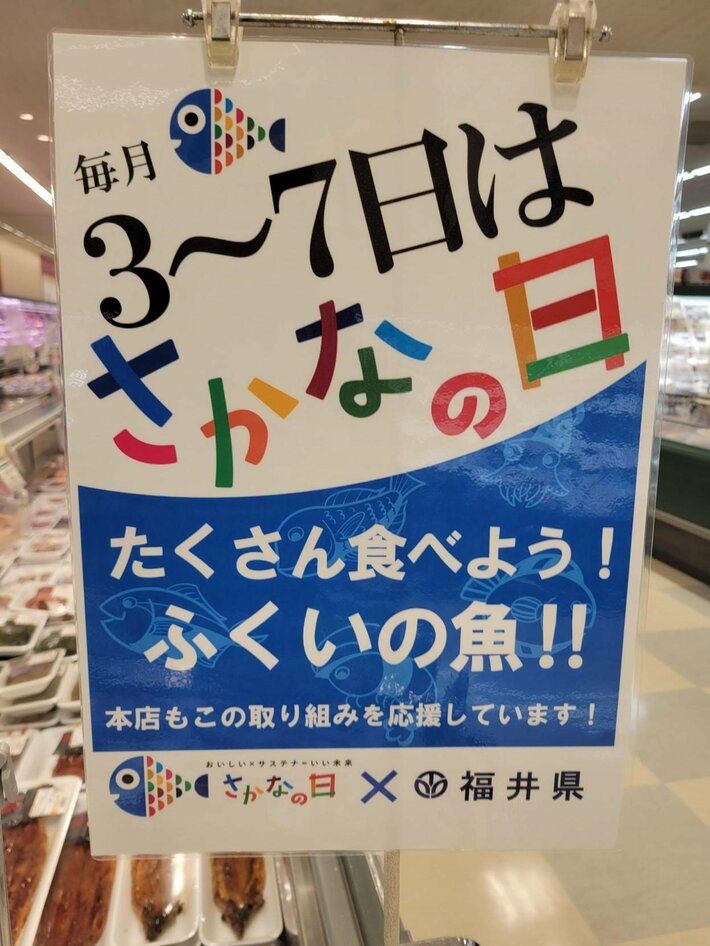 毎月
3〜7日は
さかなの日
たくさん食べよう！
ふくいの魚!!
本店もこの取り組みを応援しています！
おいしい×サステナ=いい未来
さかなの日 × 福井県